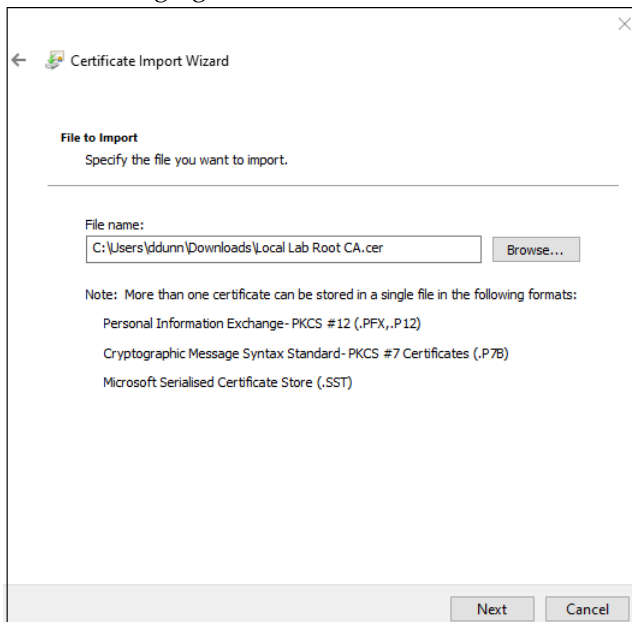 Certificate Import Wizard
File to Import
Specify the file you want to import.
File name:
C:\Users\ddunn\Downloads\Local Lab Root CA.cer
Browse...
Note: More than one certificate can be stored in a single file in the following formats:
Personal Information Exchange- PKCS #12 (.PFX,.P12)
Cryptographic Message Syntax Standard- PKCS #7 Certificates (.P7B)
Microsoft Serialised Certificate Store (.SST)
Next
Cancel